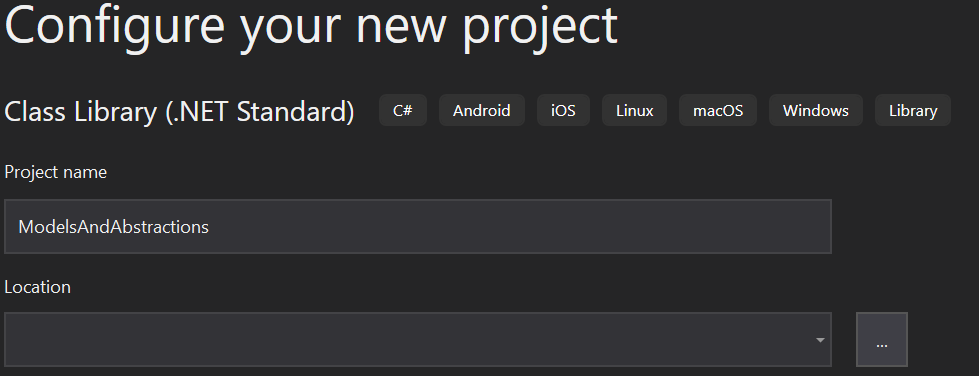 Configure your new project
Class Library (.NET Standard) C# Android iOS Linux macOS Windows Library
Project name
ModelsAndAbstractions
Location
...